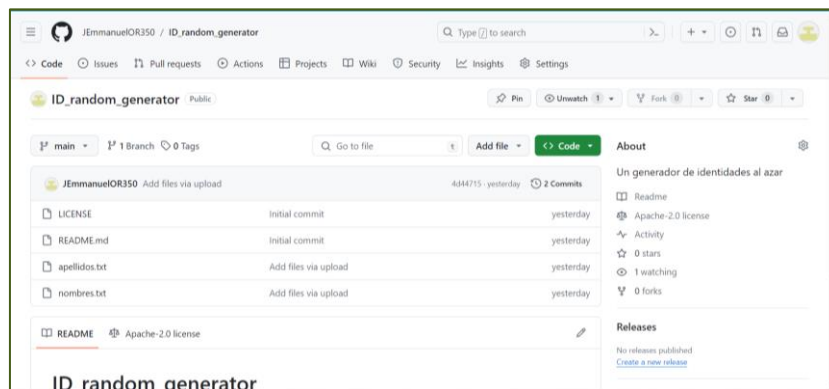 JEmmanuelOR350 / ID_random_generator
Type / to search
Code Issues Pull requests Actions Projects Wiki Security Insights Settings
ID_random_generator Public
Pin Unwatch 1 Fork 0 Star 0
main 1 Branch 0 Tags Go to file t Add file Code
JEmmanuelOR350 Add files via upload 4d44715 · yesterday 2 Commits
LICENSE Initial commit yesterday
README.md Initial commit yesterday
apellidos.txt Add files via upload yesterday
nombres.txt Add files via upload yesterday
README Apache-2.0 license
ID_random_generator
About
Un generador de identidades al azar
Readme
Apache-2.0 license
Activity
0 stars
1 watching
0 forks
Releases
No releases published
Create a new release